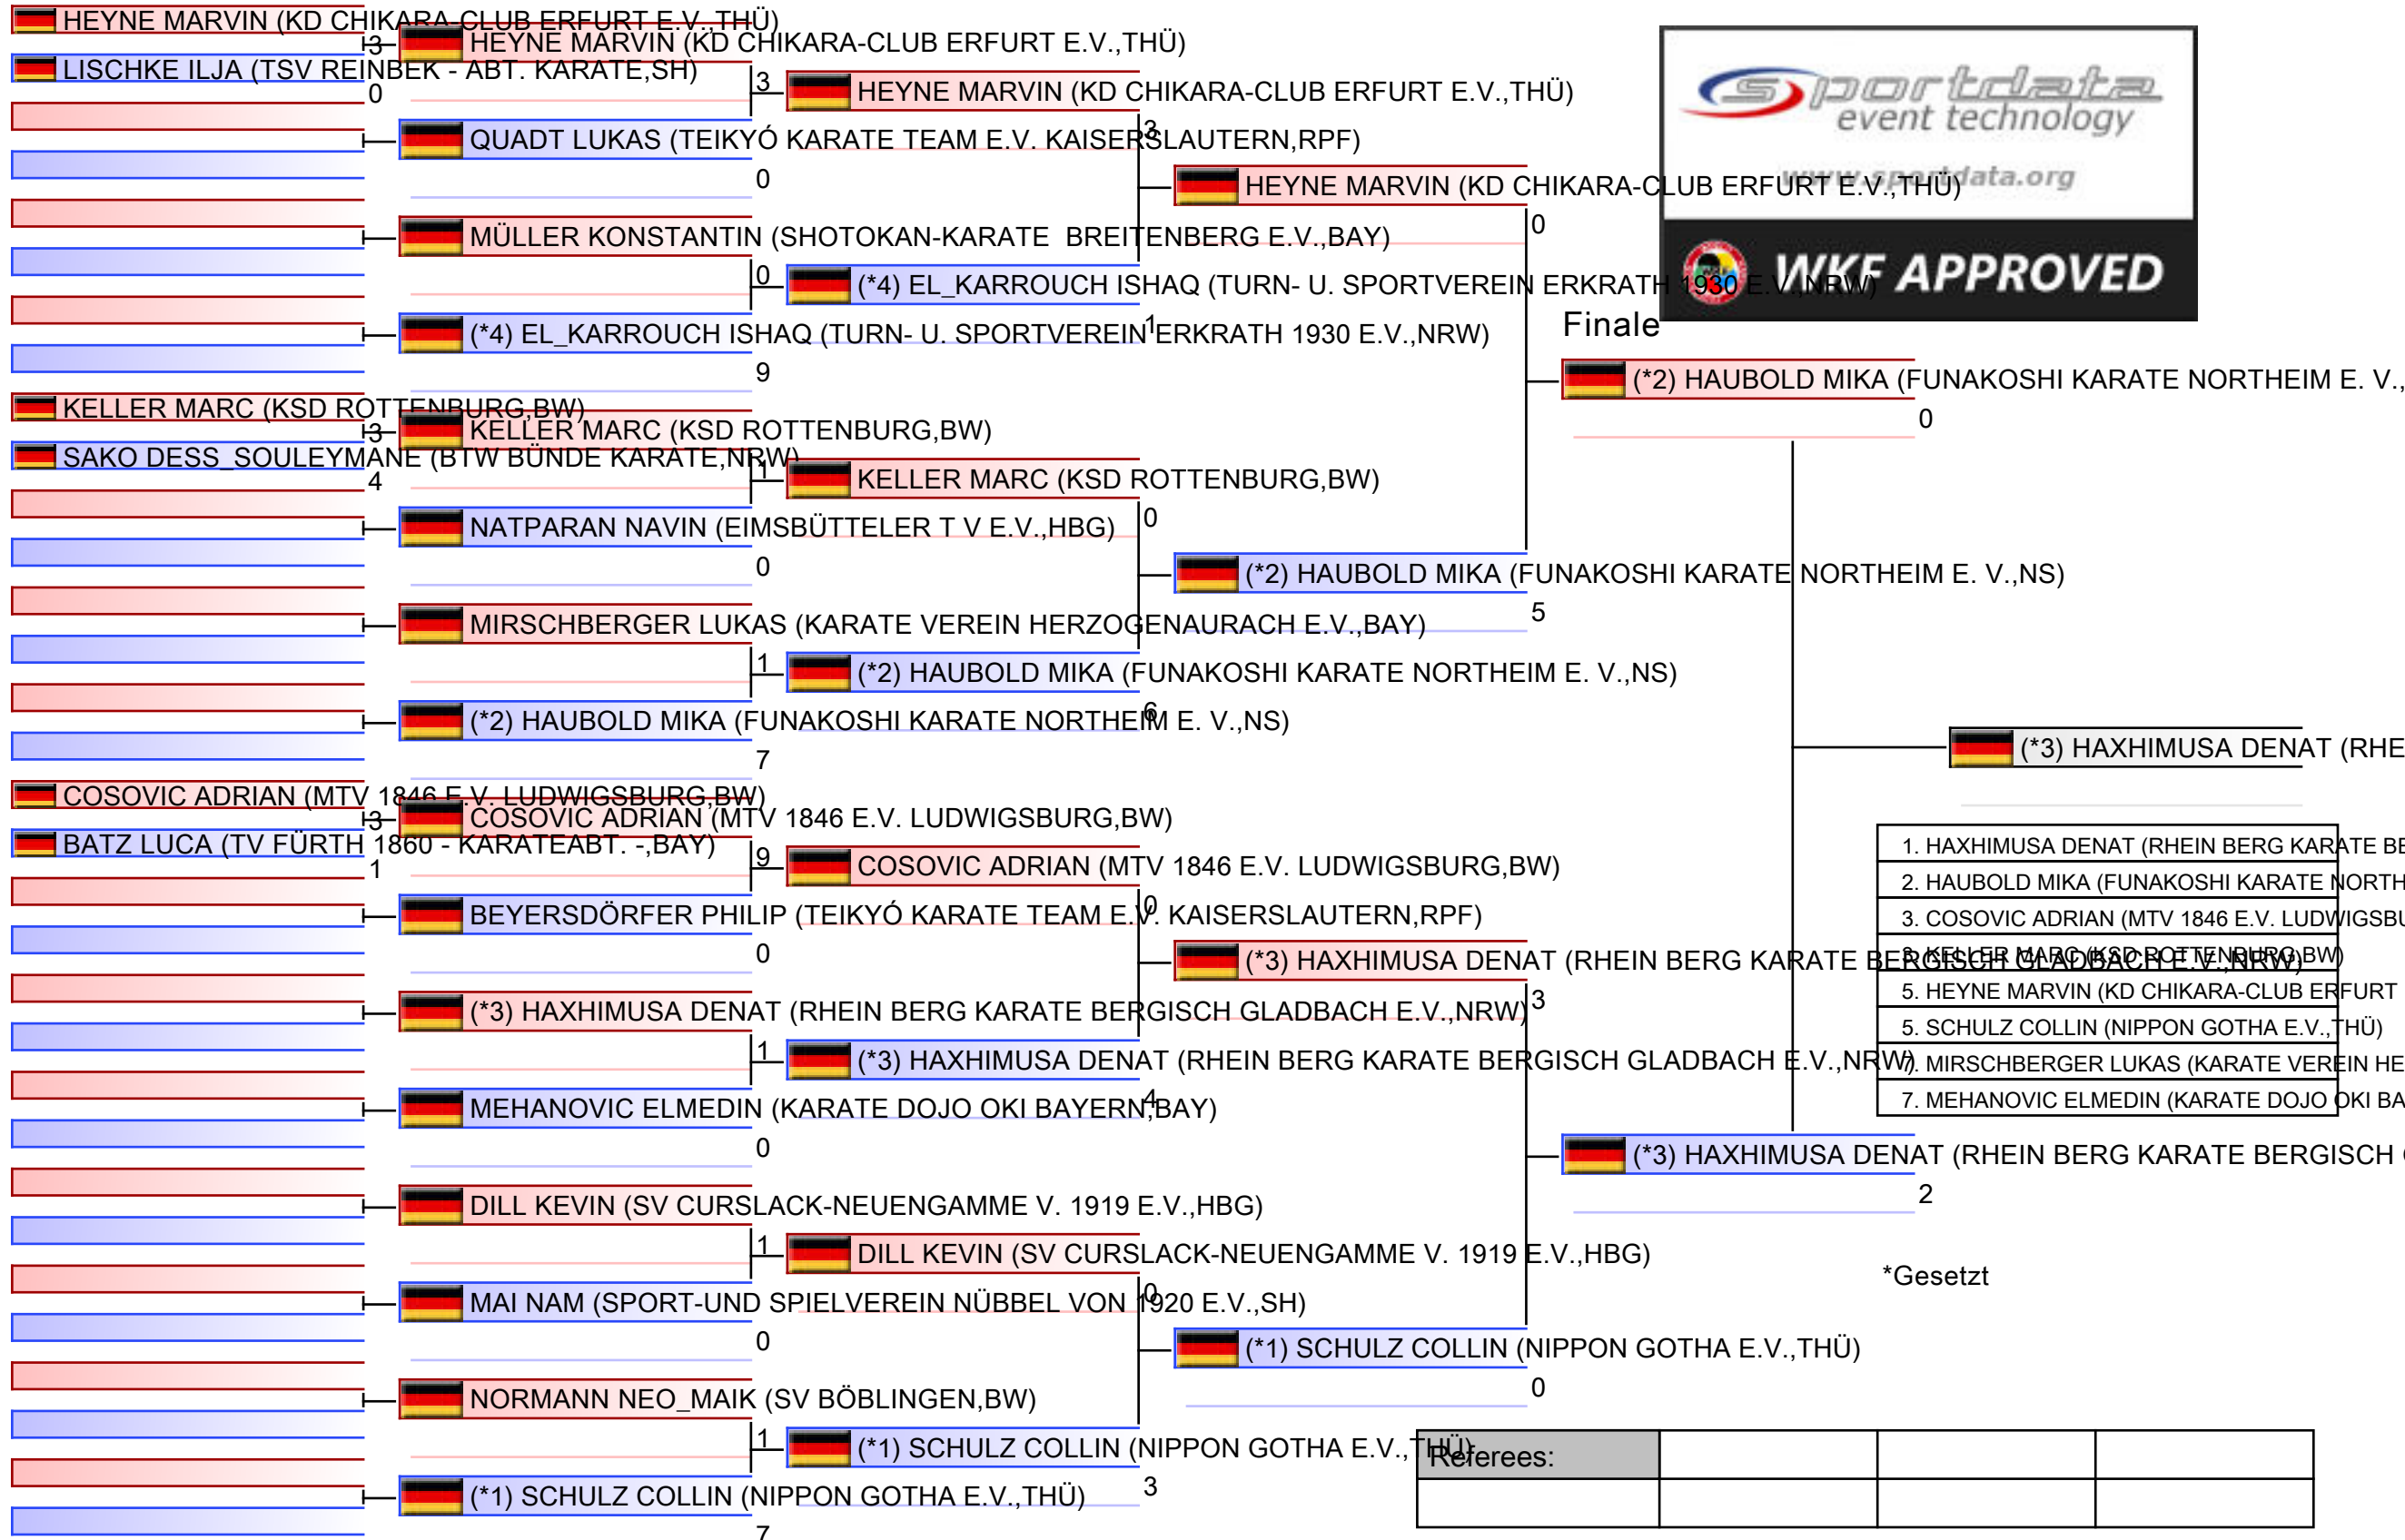 HEYNE MARVIN (KD CHIKARA-CLUB ERFURT E.V.,THÜ)
3
LISCHKE ILJA (TSV REINBEK - ABT. KARATE,SH)
0
KELLER MARC (KSD ROTTENBURG,BW)
3
SAKO DESS_SOULEYMANE (BTW BÜNDE KARATE,NRW)
4
COSOVIC ADRIAN (MTV 1846 E.V. LUDWIGSBURG,BW)
3
BATZ LUCA (TV FÜRTH 1860 - KARATEABT. -,BAY)
1
HEYNE MARVIN (KD CHIKARA-CLUB ERFURT E.V.,THÜ)
3
QUADT LUKAS (TEIKYÓ KARATE TEAM E.V. KAISERSLAUTERN,RPF)
0
MÜLLER KONSTANTIN (SHOTOKAN-KARATE  BREITENBERG E.V.,BAY)
0
(*4) EL_KARROUCH ISHAQ (TURN- U. SPORTVEREIN ERKRATH 1930 E.V.,NRW)
9
KELLER MARC (KSD ROTTENBURG,BW)
1
NATPARAN NAVIN (EIMSBÜTTELER T V E.V.,HBG)
0
MIRSCHBERGER LUKAS (KARATE VEREIN HERZOGENAURACH E.V.,BAY)
1
(*2) HAUBOLD MIKA (FUNAKOSHI KARATE NORTHEIM E. V.,NS)
7
COSOVIC ADRIAN (MTV 1846 E.V. LUDWIGSBURG,BW)
9
BEYERSDÖRFER PHILIP (TEIKYÓ KARATE TEAM E.V. KAISERSLAUTERN,RPF)
0
(*3) HAXHIMUSA DENAT (RHEIN BERG KARATE BERGISCH GLADBACH E.V.,NRW)
1
MEHANOVIC ELMEDIN (KARATE DOJO OKI BAYERN,BAY)
0
DILL KEVIN (SV CURSLACK-NEUENGAMME V. 1919 E.V.,HBG)
1
MAI NAM (SPORT-UND SPIELVEREIN NÜBBEL VON 1920 E.V.,SH)
0
NORMANN NEO_MAIK (SV BÖBLINGEN,BW)
1
(*1) SCHULZ COLLIN (NIPPON GOTHA E.V.,THÜ)
7
HEYNE MARVIN (KD CHIKARA-CLUB ERFURT E.V.,THÜ)
3
(*4) EL_KARROUCH ISHAQ (TURN- U. SPORTVEREIN ERKRATH 1930 E.V.,NRW)
1
KELLER MARC (KSD ROTTENBURG,BW)
0
(*2) HAUBOLD MIKA (FUNAKOSHI KARATE NORTHEIM E. V.,NS)
6
COSOVIC ADRIAN (MTV 1846 E.V. LUDWIGSBURG,BW)
0
(*3) HAXHIMUSA DENAT (RHEIN BERG KARATE BERGISCH GLADBACH E.V.,NRW)
4
DILL KEVIN (SV CURSLACK-NEUENGAMME V. 1919 E.V.,HBG)
0
(*1) SCHULZ COLLIN (NIPPON GOTHA E.V.,THÜ)
3
HEYNE MARVIN (KD CHIKARA-CLUB ERFURT E.V.,THÜ)
0
(*2) HAUBOLD MIKA (FUNAKOSHI KARATE NORTHEIM E. V.,NS)
5
(*3) HAXHIMUSA DENAT (RHEIN BERG KARATE BERGISCH GLADBACH E.V.,NRW)
3
(*1) SCHULZ COLLIN (NIPPON GOTHA E.V.,THÜ)
0
sportdata
event technology
www.sportdata.org
WKF
WKF APPROVED
Finale
(*2) HAUBOLD MIKA (FUNAKOSHI KARATE NORTHEIM E. V.,
0
(*3) HAXHIMUSA DENAT (RHEIN BERG KARATE BERGISCH
2
(*3) HAXHIMUSA DENAT (RHE
1. HAXHIMUSA DENAT (RHEIN BERG KARATE BE
2. HAUBOLD MIKA (FUNAKOSHI KARATE NORTH
3. COSOVIC ADRIAN (MTV 1846 E.V. LUDWIGSBU
3. KELLER MARC (KSD ROTTENBURG,BW)
5. HEYNE MARVIN (KD CHIKARA-CLUB ERFURT
5. SCHULZ COLLIN (NIPPON GOTHA E.V.,THÜ)
7. MIRSCHBERGER LUKAS (KARATE VEREIN HE
7. MEHANOVIC ELMEDIN (KARATE DOJO OKI BA
*Gesetzt
Referees: